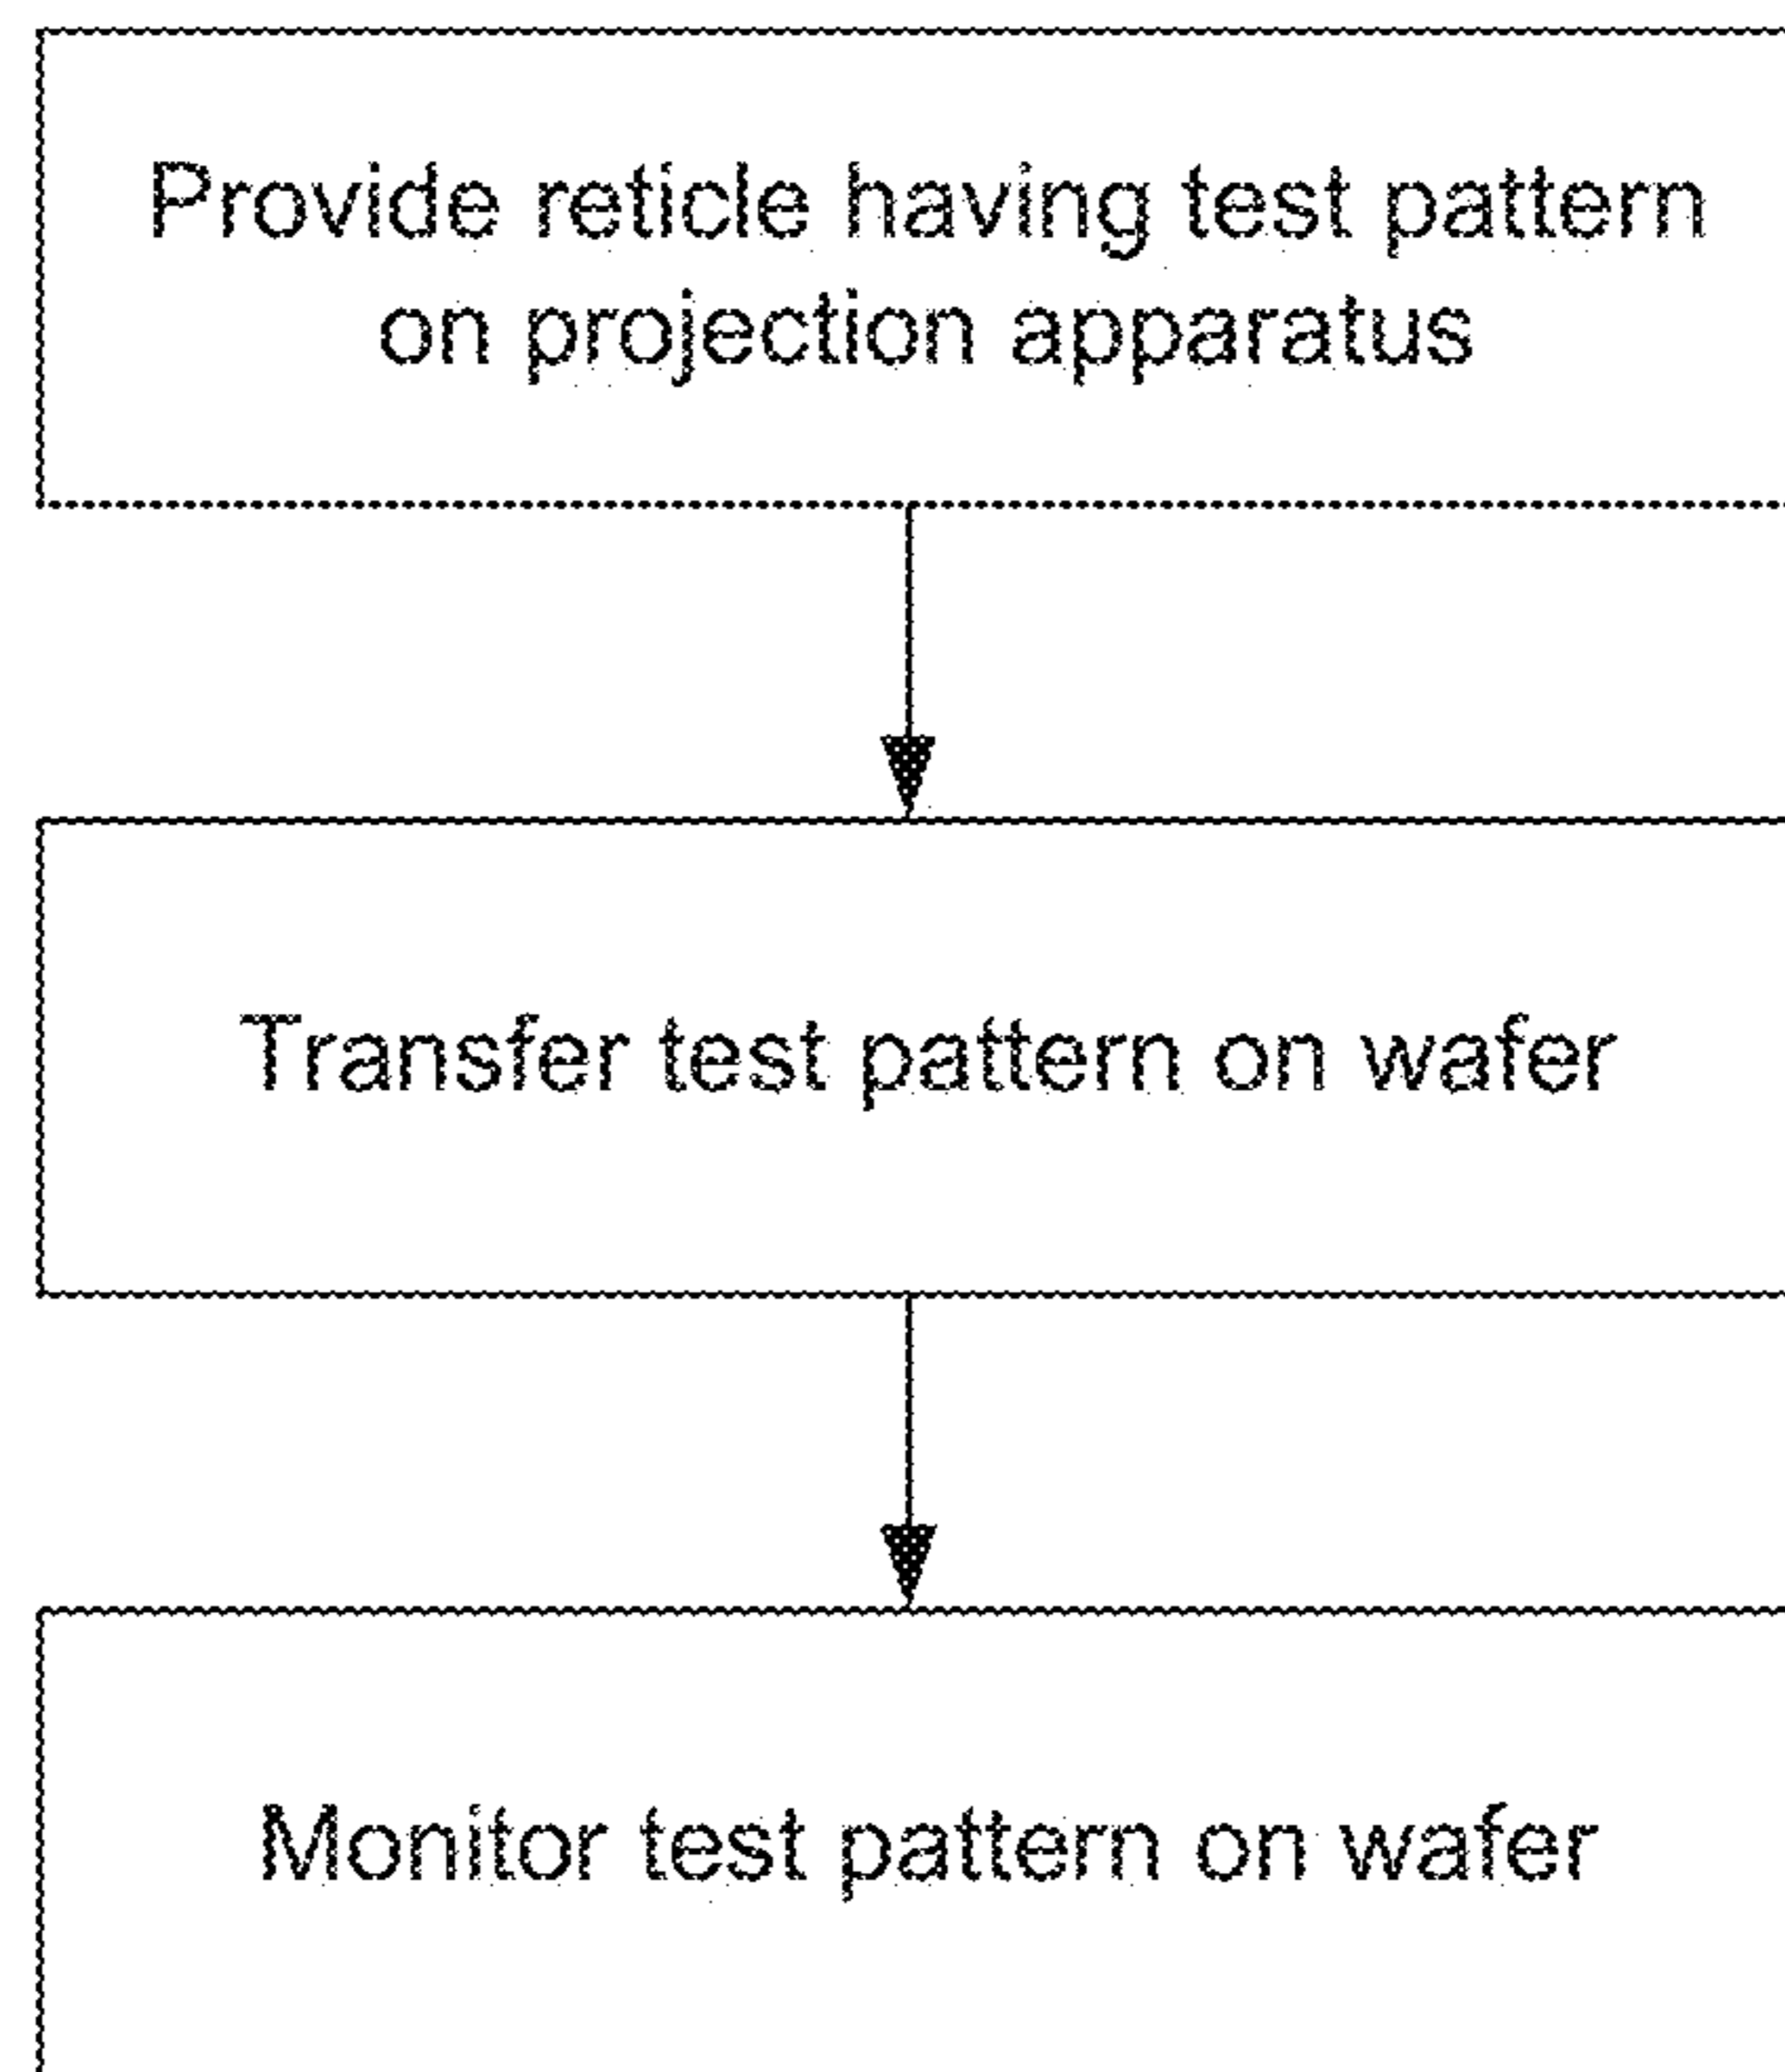 Provide reticle having test pattern
on projection apparatus
Transfer test pattern on wafer
Monitor test pattern on wafer